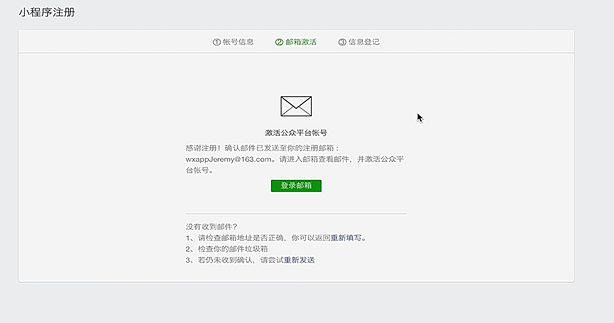 小程序注册
① 帐号信息 ② 邮箱激活 ③ 信息登记
激活公众平台帐号
感谢注册！确认邮件已发送至你的注册邮箱：
wxappJeremy@163.com。请进入邮箱查看邮件，并激活公众平
台帐号。
登录邮箱
没有收到邮件？
1、请检查邮箱地址是否正确，你可以返回重新填写。
2、检查你的邮件垃圾箱
3、若仍未收到确认，请尝试重新发送